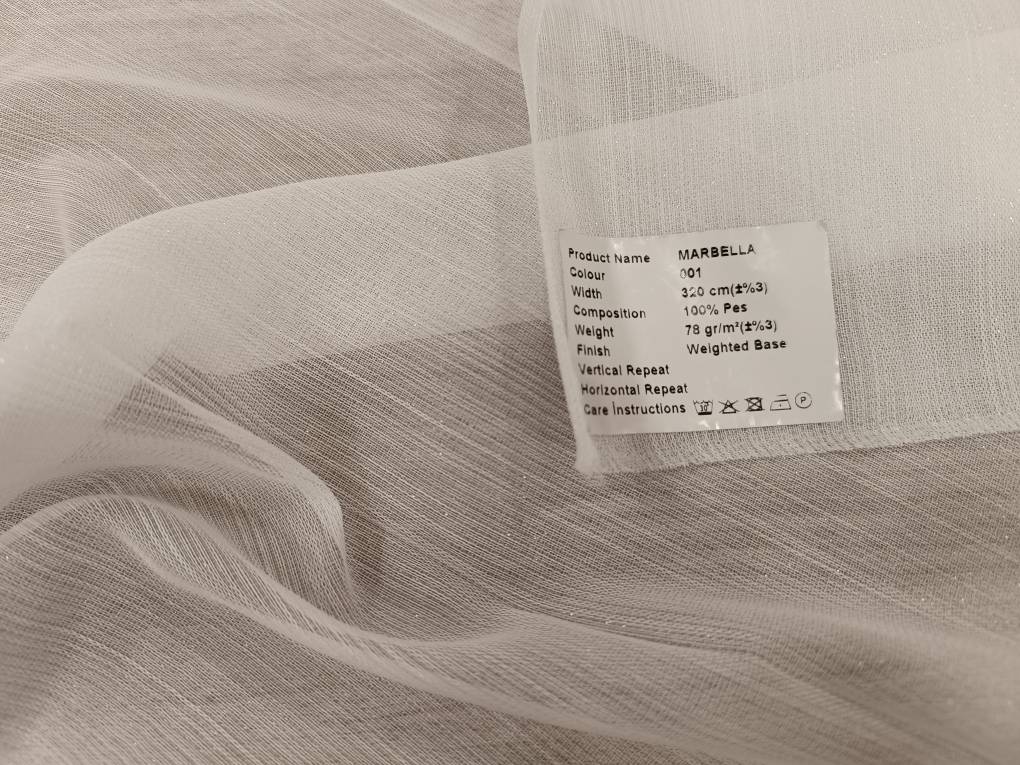 Product Name MARBELLA
Colour 001
Width 320 cm(±%3)
Composition 100% Pes
Weight 78 gr/m²(±%3)
Finish Weighted Base
Vertical Repeat
Horizontal Repeat
Care İnstructions P